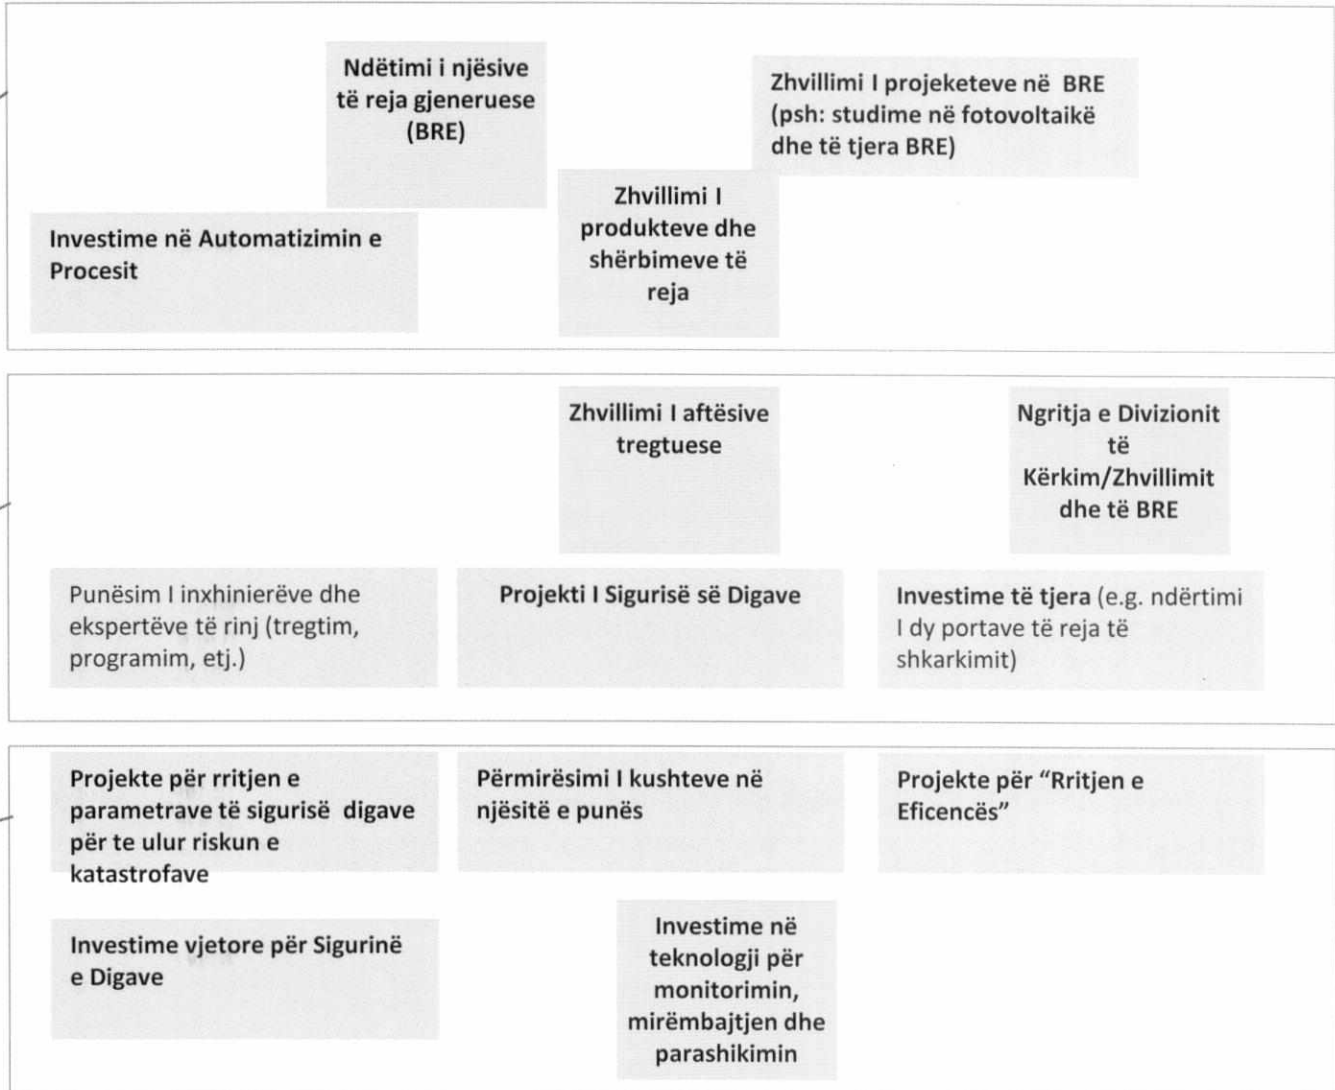 Ndëtimi i njësive
të reja gjeneruese
(BRE)
Zhvillimi I projeketeve në BRE
(psh: studime në fotovoltaikë
dhe të tjera BRE)
Zhvillimi I
produkteve dhe
shërbimeve të
reja
Investime në Automatizimin e
Procesit
Zhvillimi I aftësive
tregtuese
Ngritja e Divizionit
të
Kërkim/Zhvillimit
dhe të BRE
Punësim I inxhinierëve dhe
ekspertëve të rinj (tregtim,
programim, etj.)
Projekti I Sigurisë së Digave
Investime të tjera (e.g. ndërtimi
I dy portave të reja të
shkarkimit)
Projekte për rritjen e
parametrave të sigurisë digave
për te ulur riskun e
katastrofave
Përmirësimi I kushteve në
njësitë e punës
Projekte për “Rritjen e
Eficencës”
Investime vjetore për Sigurinë
e Digave
Investime në
teknologji për
monitorimin,
mirëmbajtjen dhe
parashikimin